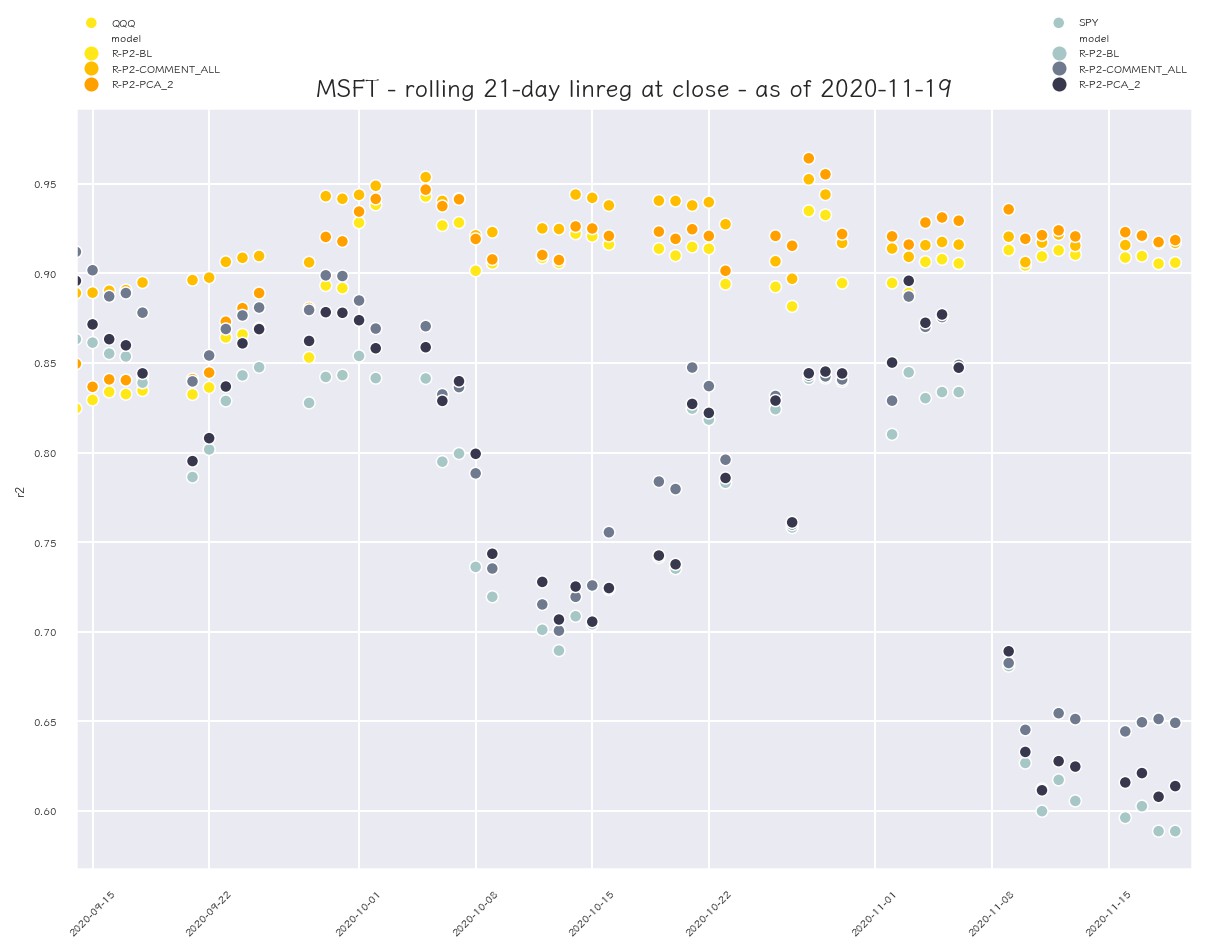 QQQ
model
R-P2-BL
R-P2-COMMENT_ALL
R-P2-PCA_2
SPY
model
R-P2-BL
R-P2-COMMENT_ALL
R-P2-PCA_2
MSFT - rolling 21-day linreg at close - as of 2020-11-19
r2
0.95
0.90
0.85
0.80
0.75
0.70
0.65
0.60
2020-09-15
2020-09-22
2020-10-01
2020-10-08
2020-10-15
2020-10-22
2020-11-01
2020-11-08
2020-11-15